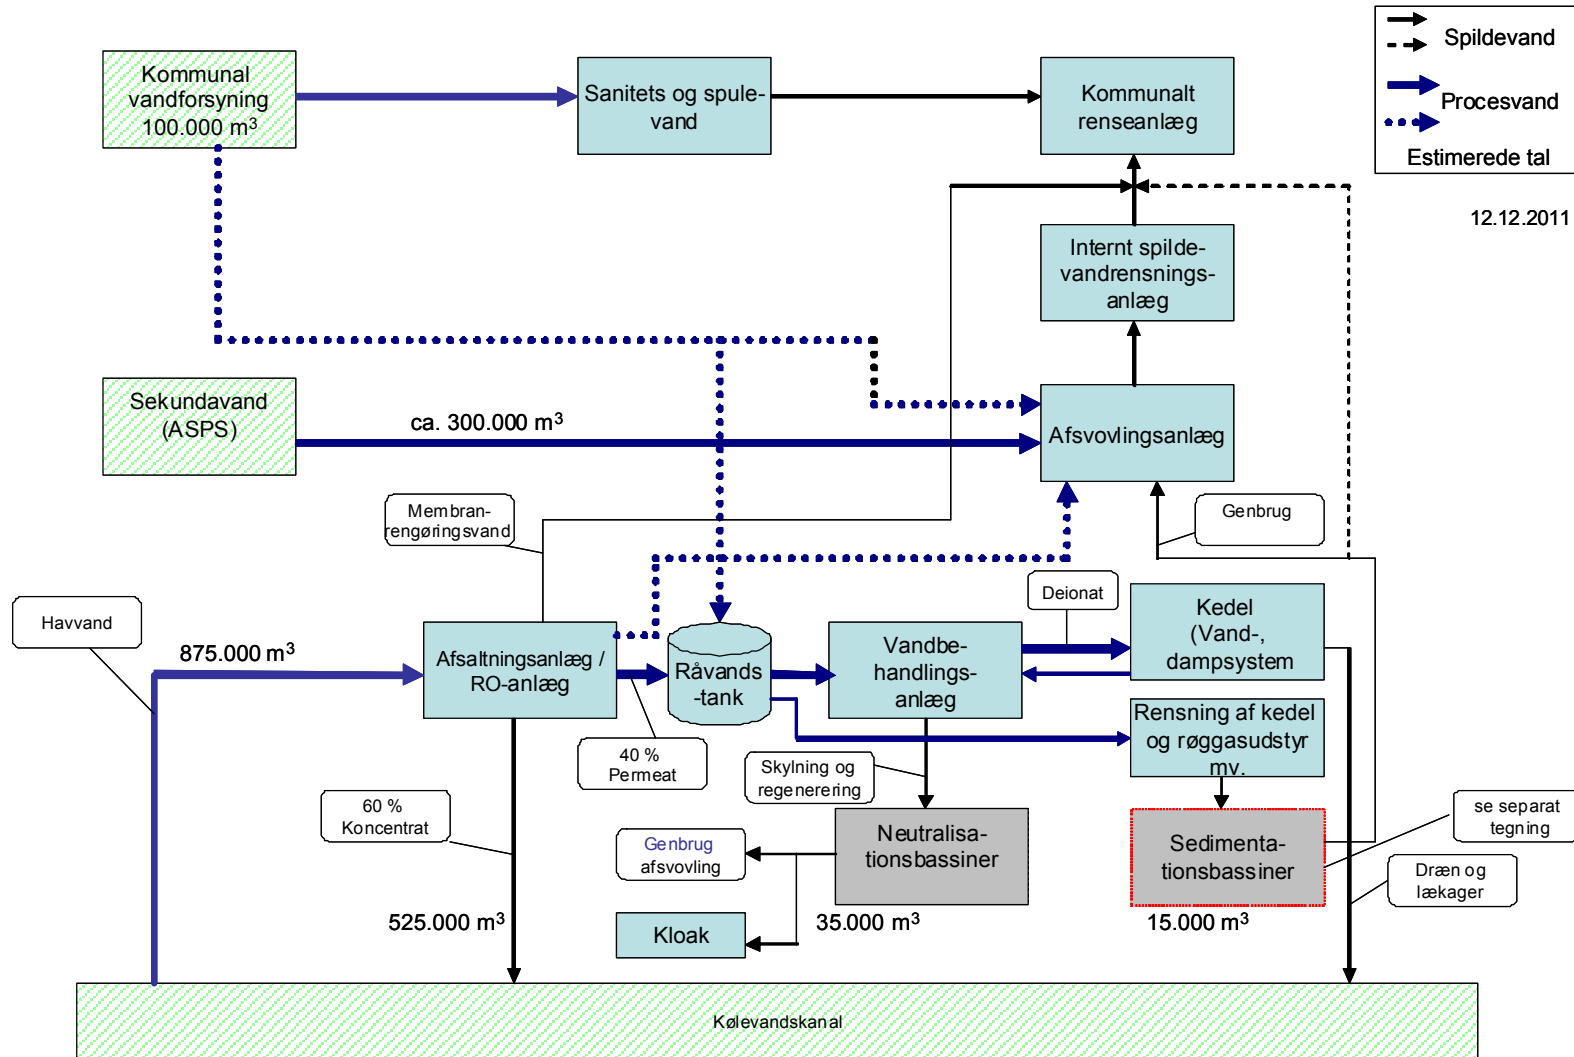 Kommunal
vandforsyning
100.000 m³
Sanitets og spule-
vand
Kommunalt
renseanlæg
Spildevand
Procesvand
Estimerede tal
12.12.2011
Internt spilde-
vandrensnings-
anlæg
Sekundavand
(ASPS)
ca. 300.000 m³
Afsvovlingsanlæg
Membran-
rengøringsvand
Genbrug
Havvand
875.000 m³
Afsaltningsanlæg /
RO-anlæg
Råvands
-tank
Vandbe-
handlings-
anlæg
Deionat
Kedel
(Vand-,
dampsystem
40 %
Permeat
Skylning og
regenerering
Rensning af kedel
og røggasudstyr
mv.
60 %
Koncentrat
Genbrug
afsvovling
Neutralisa-
tionsbassiner
Sedimenta-
tionsbassiner
se separat
tegning
Dræn og
lækager
525.000 m³
Kloak
35.000 m³
15.000 m³
Kølevandskanal